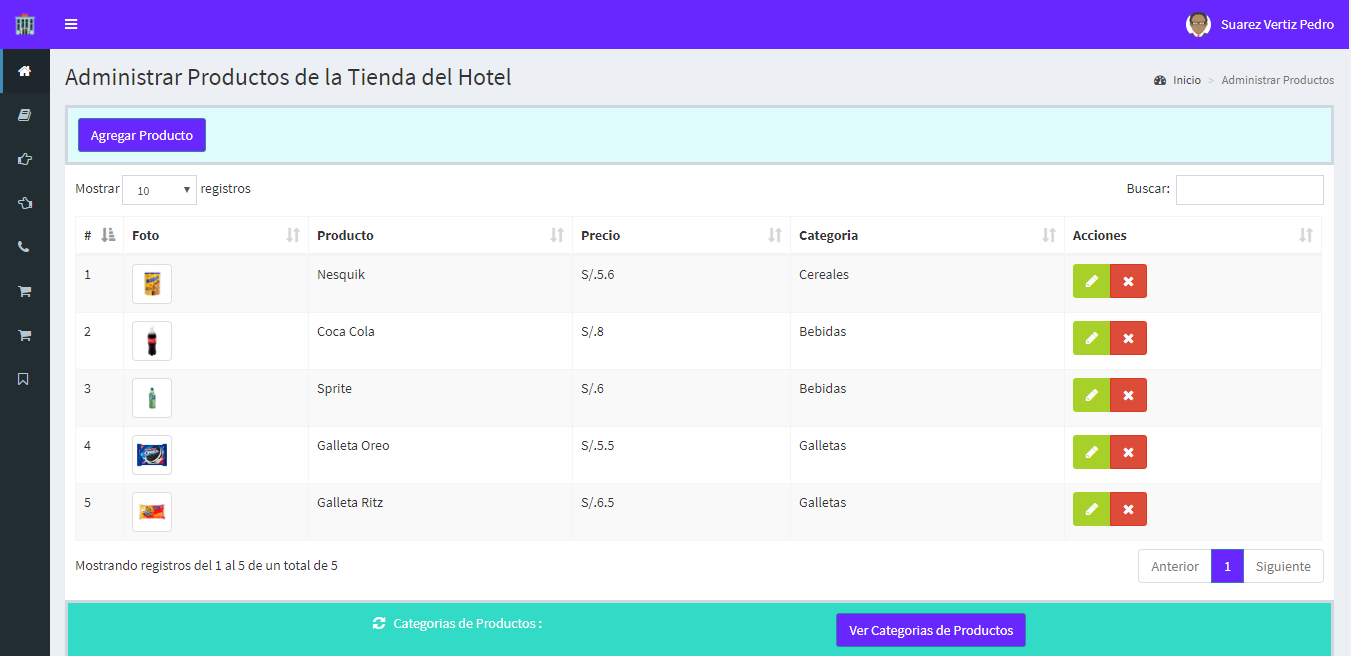 Suarez Vertiz Pedro
Administrar Productos de la Tienda del Hotel
Inicio > Administrar Productos
Agregar Producto
Mostrar 10 registros Buscar:
# Foto Producto Precio Categoria Acciones
1 Nesquik S/.5.6 Cereales
2 Coca Cola S/.8 Bebidas
3 Sprite S/.6 Bebidas
4 Galleta Oreo S/.5.5 Galletas
5 Galleta Ritz S/.6.5 Galletas
Mostrando registros del 1 al 5 de un total de 5 Anterior 1 Siguiente
Categorias de Productos : Ver Categorias de Productos